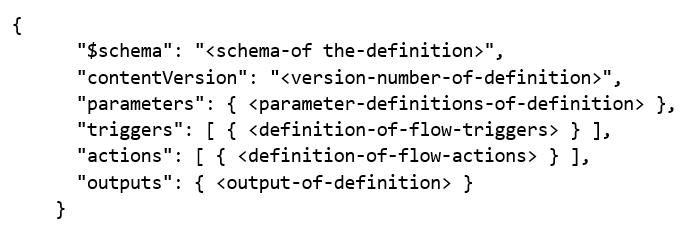 {
"$schema": "<schema-of the-definition>",
"contentVersion": "<version-number-of-definition>",
"parameters": { <parameter-definitions-of-definition> },
"triggers": [ { <definition-of-flow-triggers> } ],
"actions": [ { <definition-of-flow-actions> } ],
"outputs": { <output-of-definition> }
}